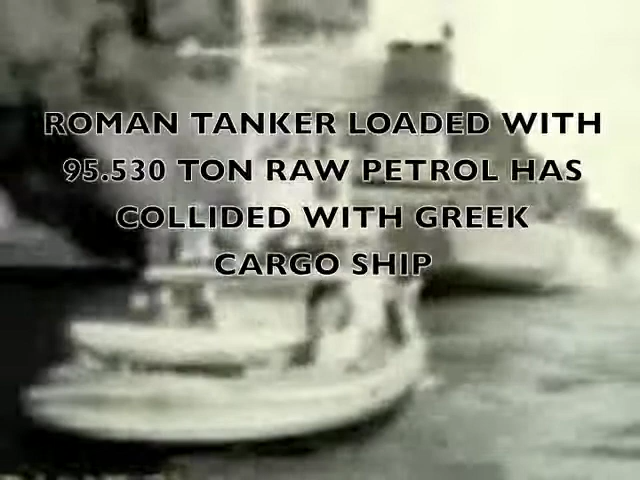 ROMAN TANKER LOADED WITH
95.530 TON RAW PETROL HAS
COLLIDED WITH GREEK
CARGO SHIP